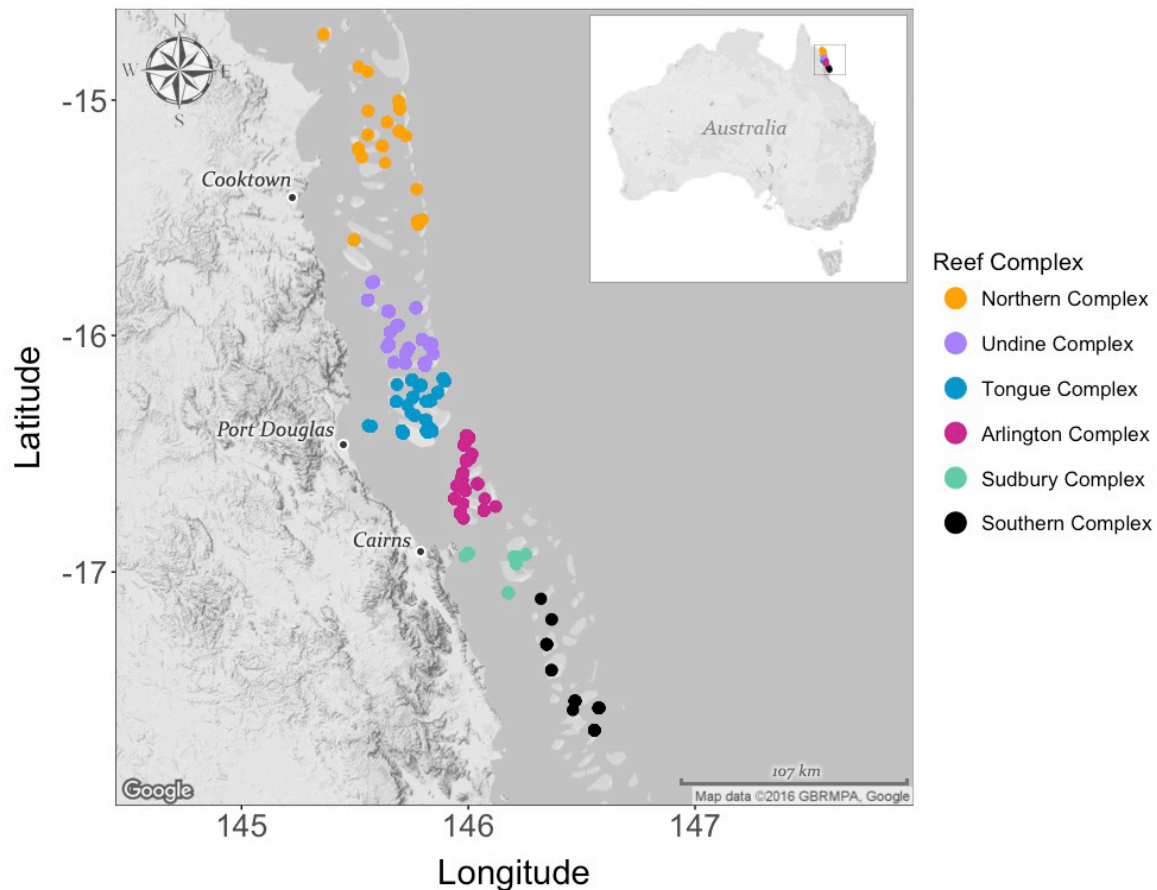 N
W
E
S
Australia
-15
Cooktown
Reef Complex
Northern Complex
Undine Complex
Tongue Complex
Arlington Complex
Sudbury Complex
Southern Complex
-16
Latitude
Port Douglas
Cairns
-17
107 km
Google
Map data ©2016 GBRMPA, Google
145
146
147
Longitude